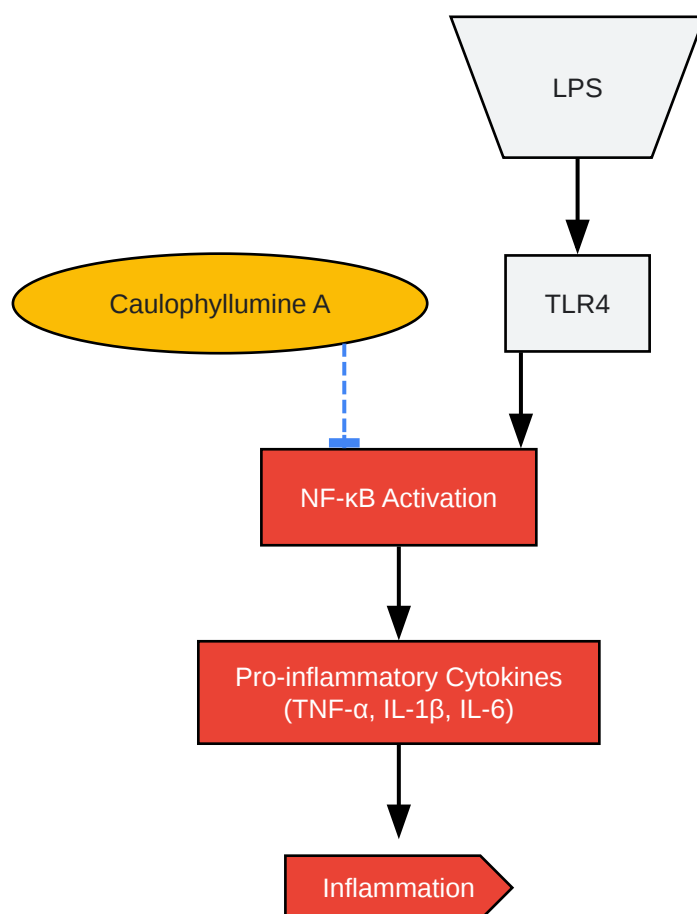 LPS
Caulophyllumine A
TLR4
NF-κB Activation
Pro-inflammatory Cytokines
(TNF-α, IL-1β, IL-6)
Inflammation